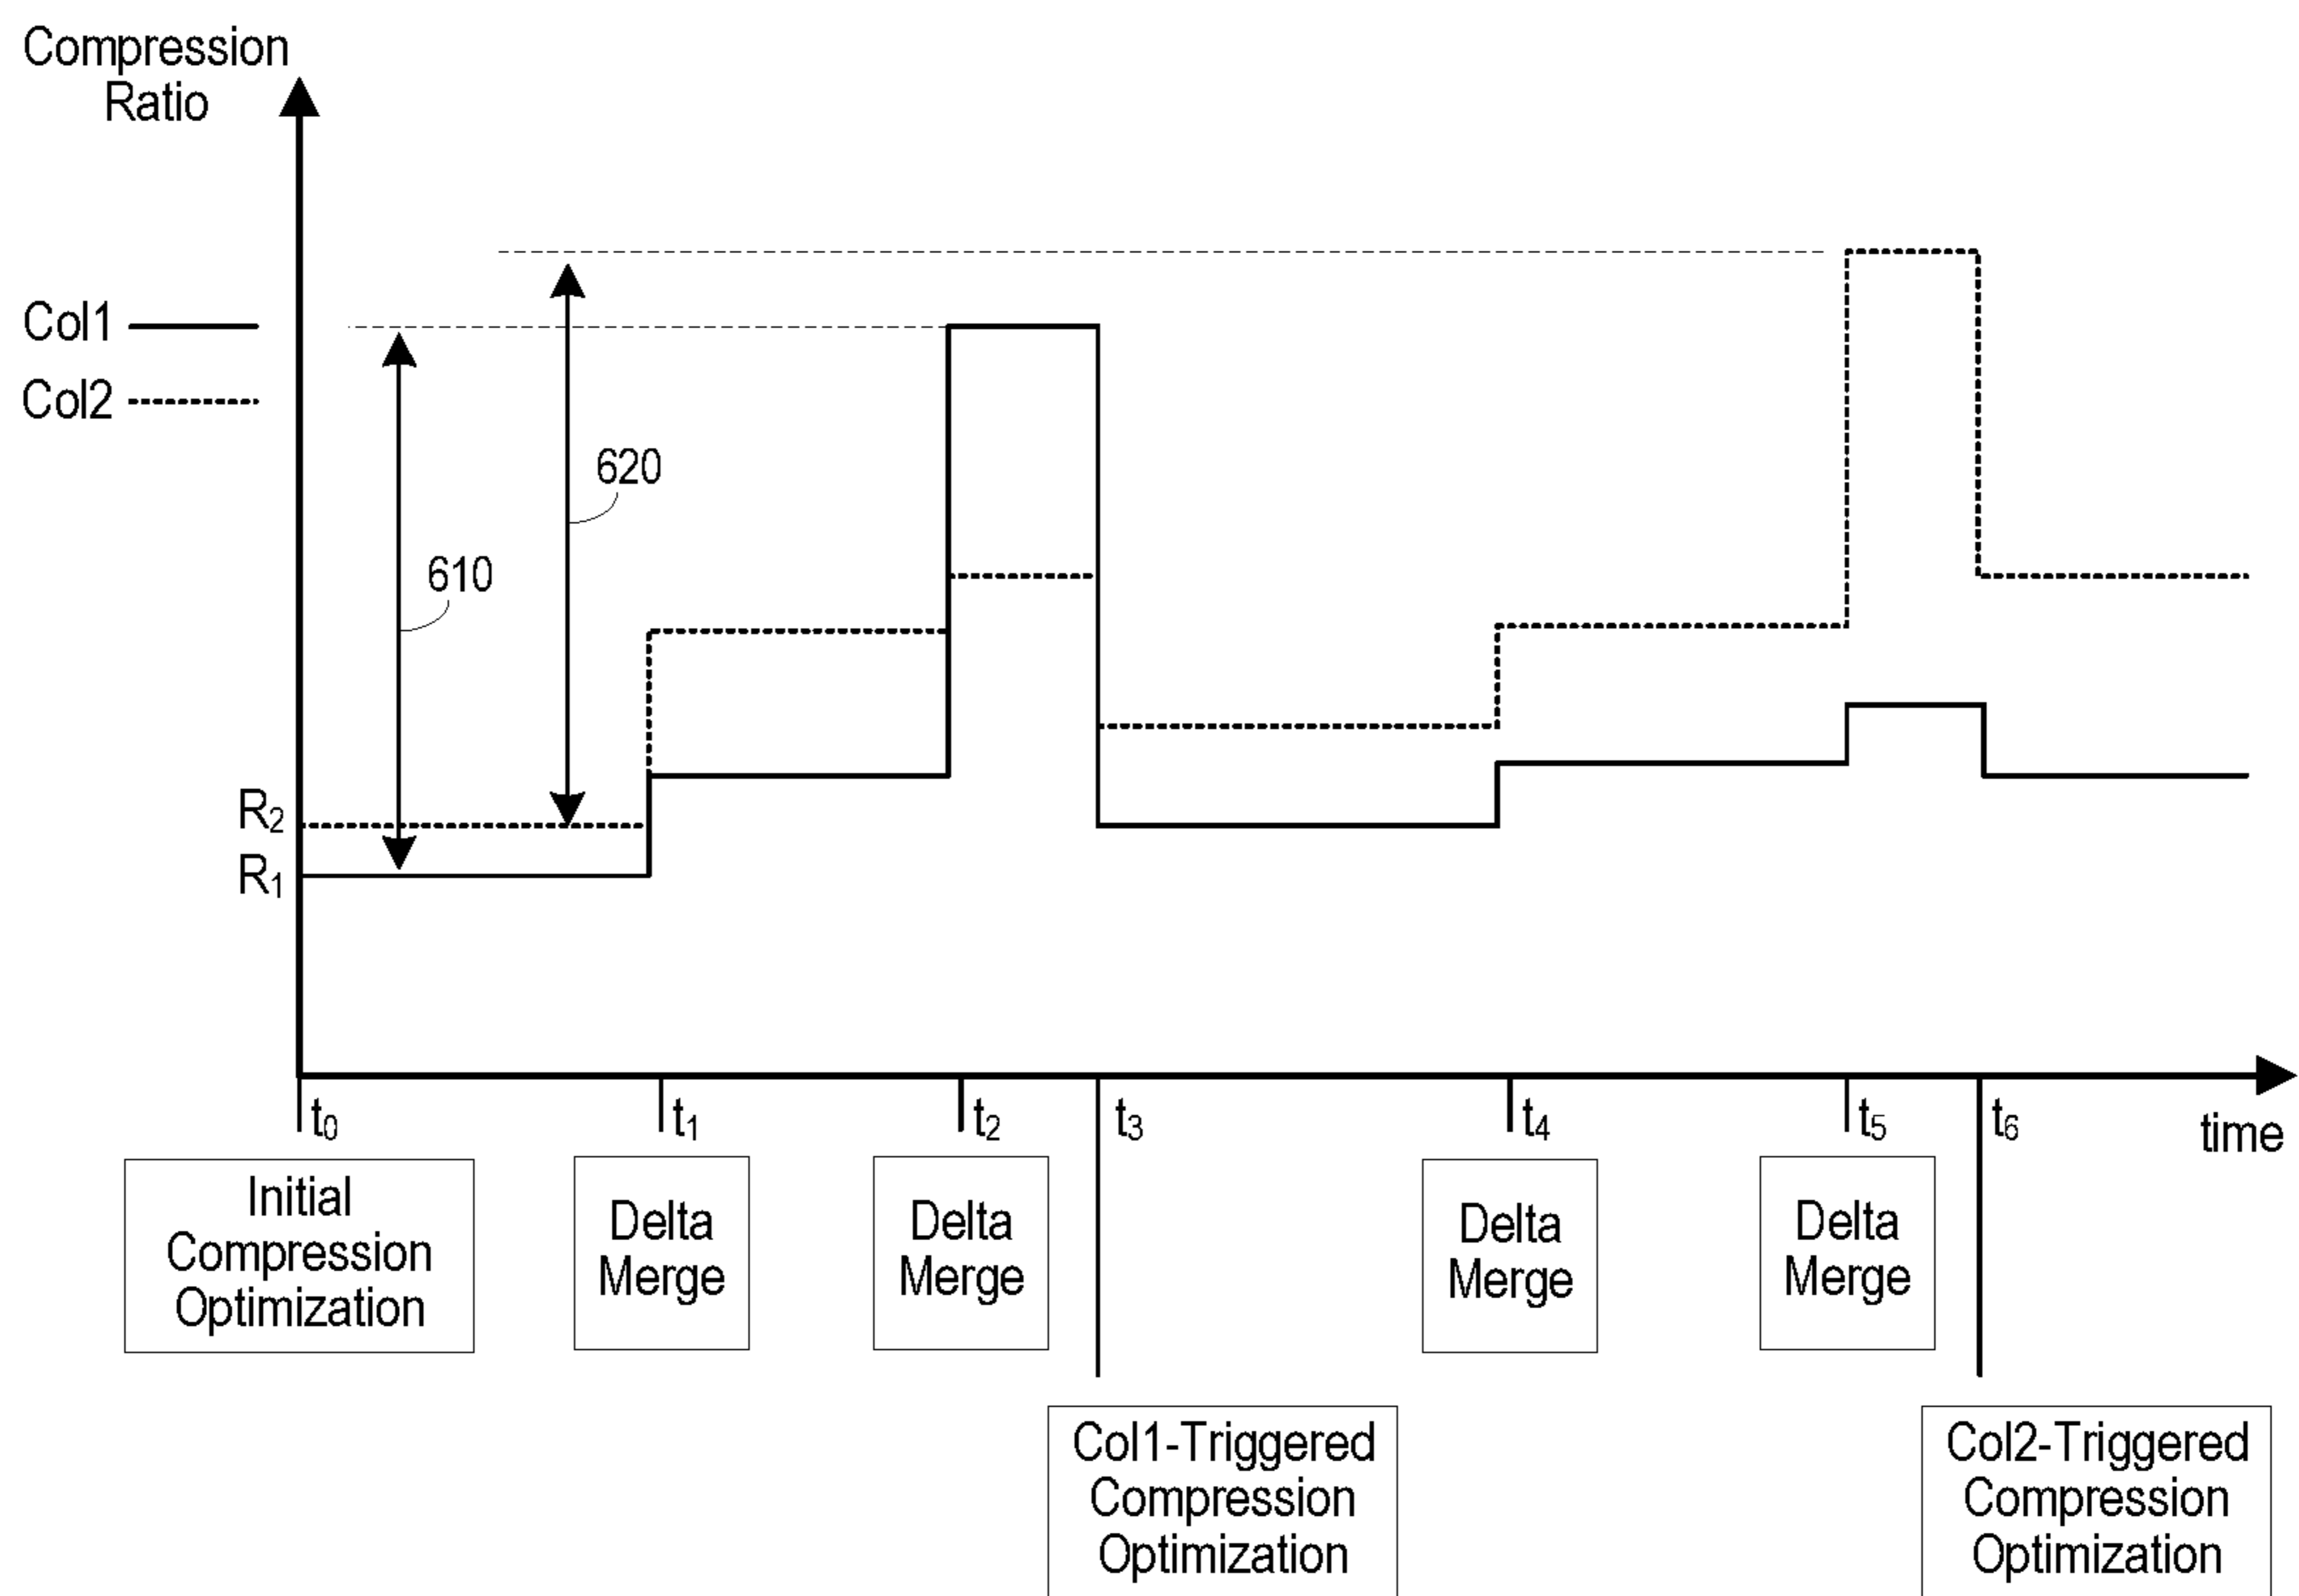 Compression
Ratio
Col1
Col2
620
610
R₂
R₁
t₀
t₁
t₂
t₃
t₄
t₅
t₆
time
Initial
Compression
Optimization
Delta
Merge
Delta
Merge
Delta
Merge
Delta
Merge
Col1-Triggered
Compression
Optimization
Col2-Triggered
Compression
Optimization